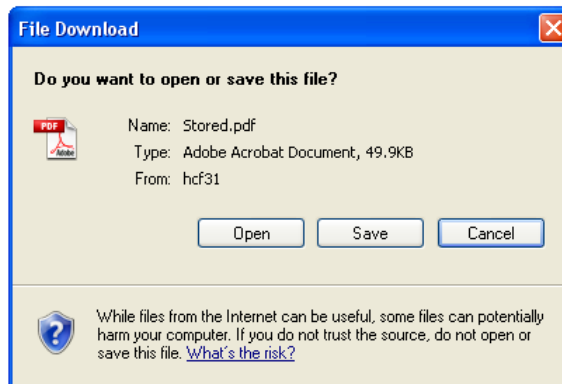 File Download
Do you want to open or save this file?
PDF
Adobe
Name: Stored.pdf
Type: Adobe Acrobat Document, 49.9KB
From: hcf31
Open Save Cancel
While files from the Internet can be useful, some files can potentially
harm your computer. If you do not trust the source, do not open or
save this file. What's the risk?